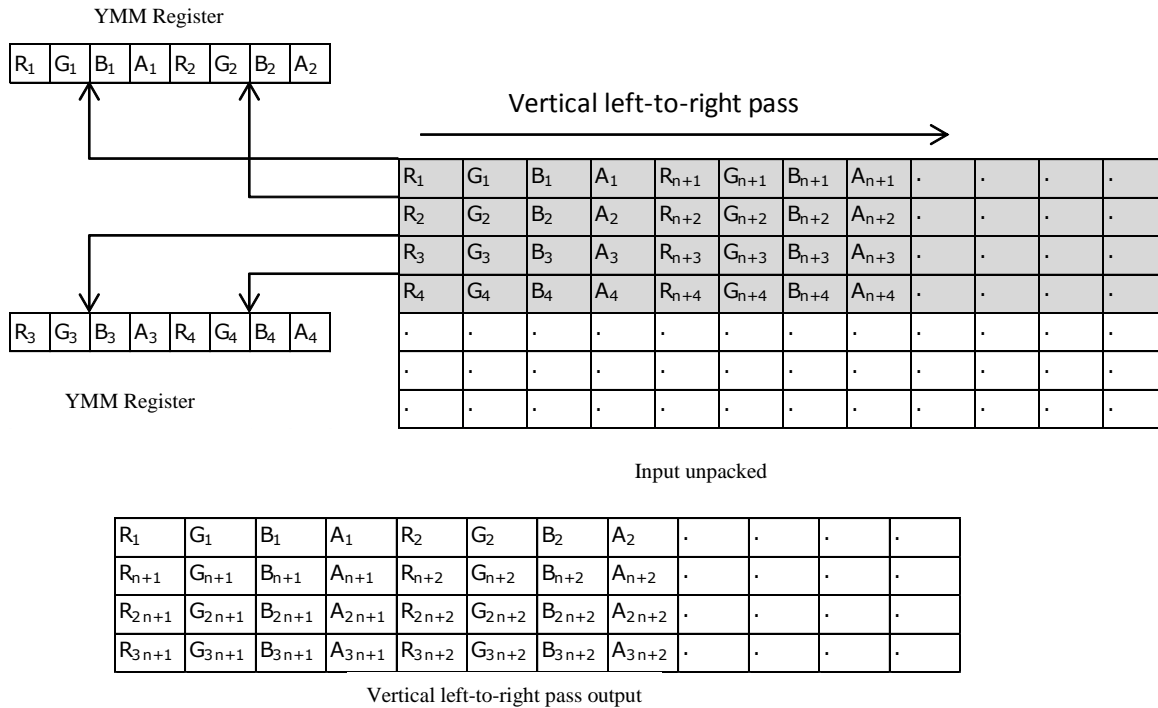 YMM Register
R₁ G₁ B₁ A₁ R₂ G₂ B₂ A₂
Vertical left-to-right pass
R₁ G₁ B₁ A₁ Rₙ₊₁ Gₙ₊₁ Bₙ₊₁ Aₙ₊₁ . . . .
R₂ G₂ B₂ A₂ Rₙ₊₂ Gₙ₊₂ Bₙ₊₂ Aₙ₊₂ . . . .
R₃ G₃ B₃ A₃ Rₙ₊₃ Gₙ₊₃ Bₙ₊₃ Aₙ₊₃ . . . .
R₄ G₄ B₄ A₄ Rₙ₊₄ Gₙ₊₄ Bₙ₊₄ Aₙ₊₄ . . . .
. . . . . . . . . . . .
. . . . . . . . . . . .
. . . . . . . . . . . .
R₃ G₃ B₃ A₃ R₄ G₄ B₄ A₄
YMM Register
Input unpacked
R₁ G₁ B₁ A₁ R₂ G₂ B₂ A₂ . . . .
Rₙ₊₁ Gₙ₊₁ Bₙ₊₁ Aₙ₊₁ Rₙ₊₂ Gₙ₊₂ Bₙ₊₂ Aₙ₊₂ . . . .
R₂ₙ₊₁ G₂ₙ₊₁ B₂ₙ₊₁ A₂ₙ₊₁ R₂ₙ₊₂ G₂ₙ₊₂ B₂ₙ₊₂ A₂ₙ₊₂ . . . .
R₃ₙ₊₁ G₃ₙ₊₁ B₃ₙ₊₁ A₃ₙ₊₁ R₃ₙ₊₂ G₃ₙ₊₂ B₃ₙ₊₂ A₃ₙ₊₂ . . . .
Vertical left-to-right pass output